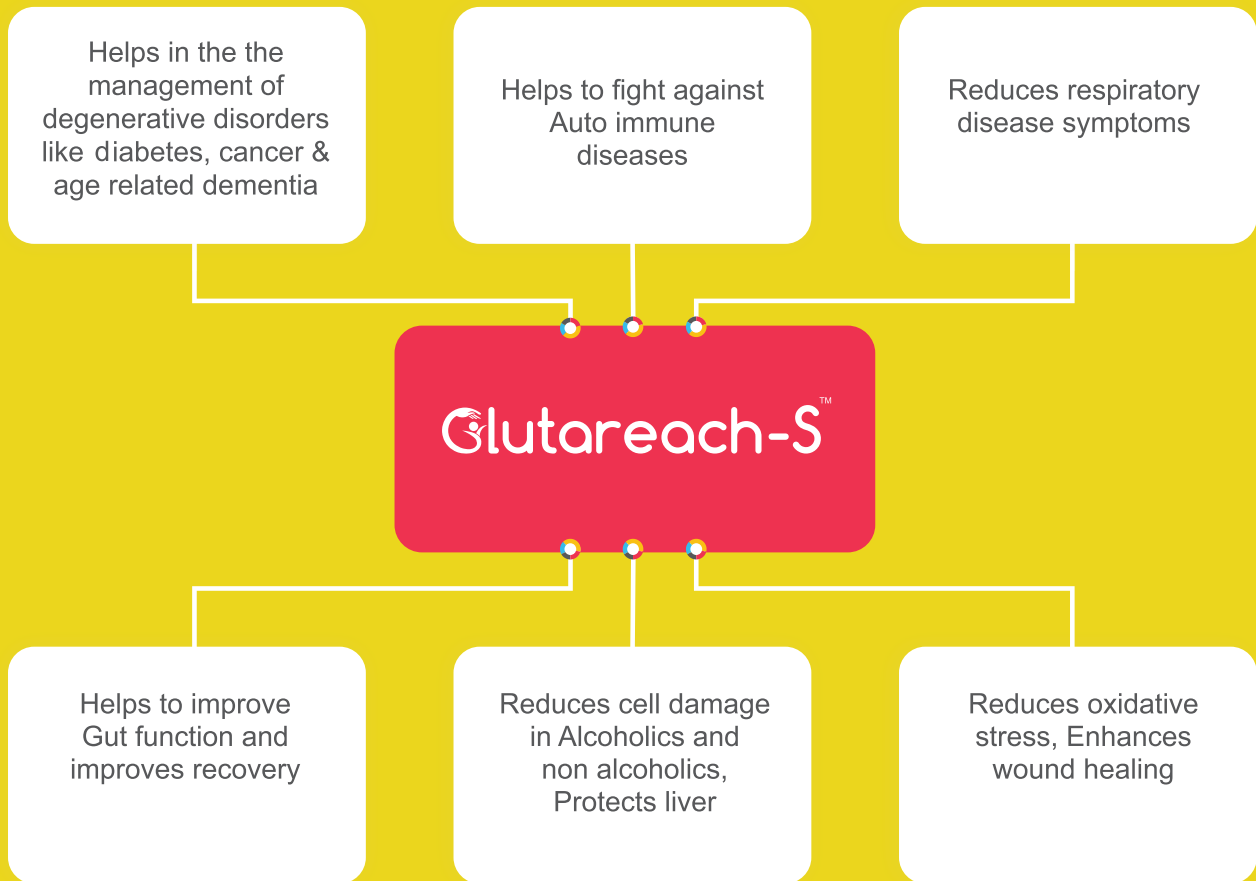 Helps in the the
management of
degenerative disorders
like diabetes, cancer &
age related dementia
Helps to fight against
Auto immune
diseases
Reduces respiratory
disease symptoms
Glutareach-S™
Helps to improve
Gut function and
improves recovery
Reduces cell damage
in Alcoholics and
non alcoholics,
Protects liver
Reduces oxidative
stress, Enhances
wound healing